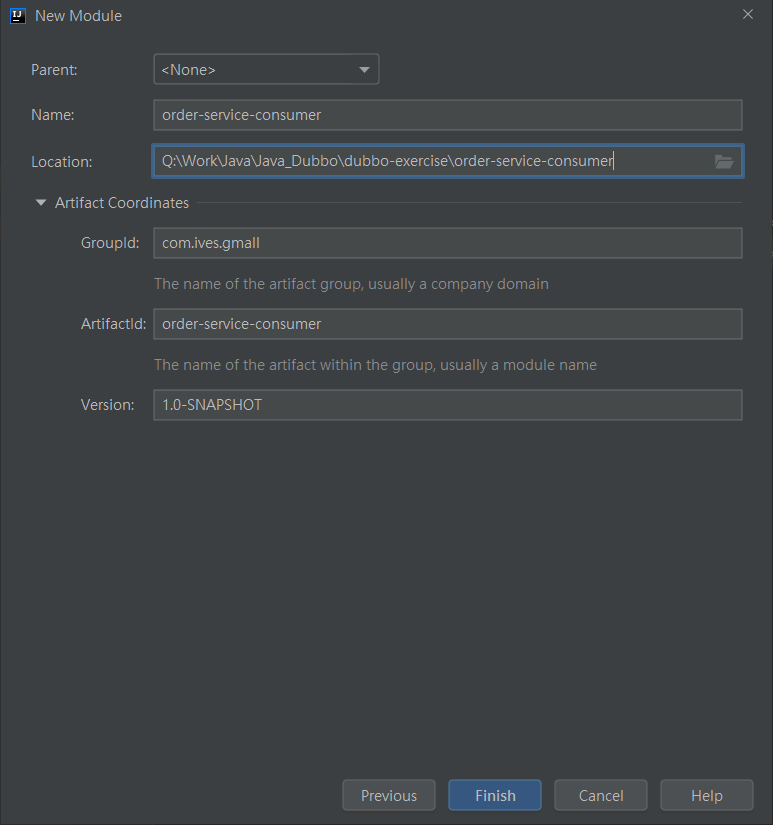 IJ New Module
Parent: <None>
Name: order-service-consumer
Location: Q:\Work\Java\Java_Dubbo\dubbo-exercise\order-service-consumer
Artifact Coordinates
GroupId: com.ives.gmall
The name of the artifact group, usually a company domain
ArtifactId: order-service-consumer
The name of the artifact within the group, usually a module name
Version: 1.0-SNAPSHOT
Previous Finish Cancel Help